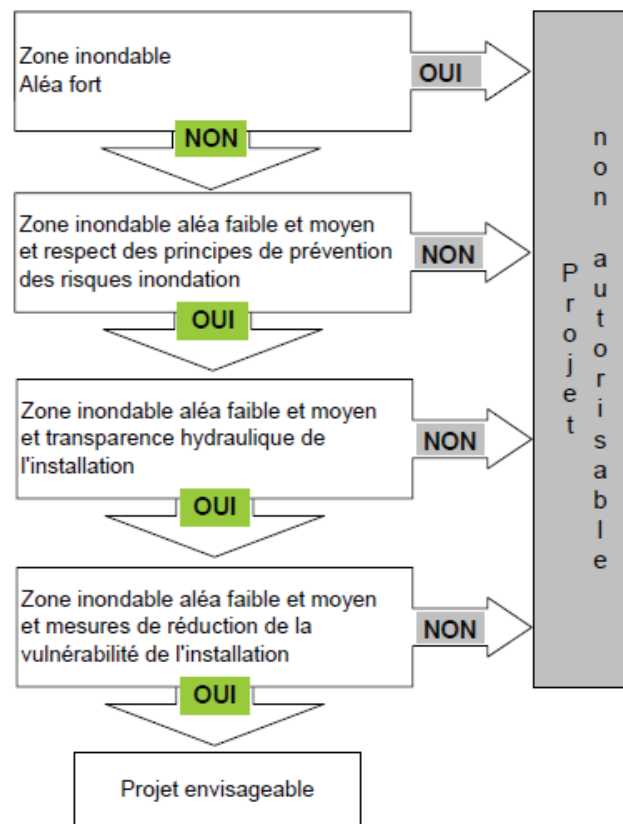 Zone inondable
Aléa fort
OUI
NON
Zone inondable aléa faible et moyen
et respect des principes de prévention
des risques inondation
NON
OUI
Zone inondable aléa faible et moyen
et transparence hydraulique de
l'installation
NON
OUI
Zone inondable aléa faible et moyen
et mesures de réduction de la
vulnérabilité de l'installation
NON
OUI
Projet envisageable
Projet
non autorisable